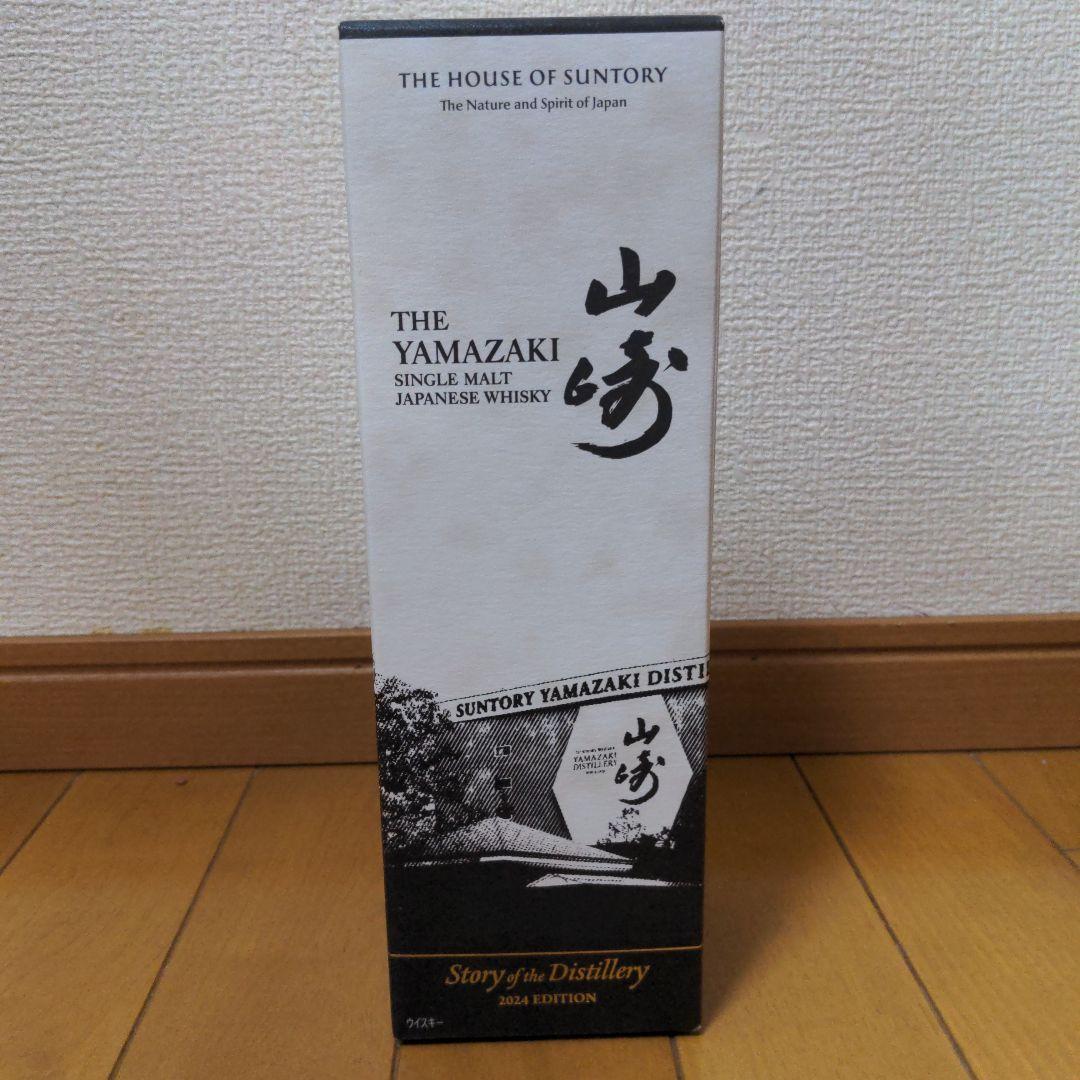 THE HOUSE OF SUNTORY
The Nature and Spirit of Japan
山崎
THE
YAMAZAKI
SINGLE MALT
JAPANESE WHISKY
SUNTORY YAMAZAKI DISTI
山崎
YAMAZAKI
DISTILLERY
Story of the Distillery
2024 EDITION
ウイスキー